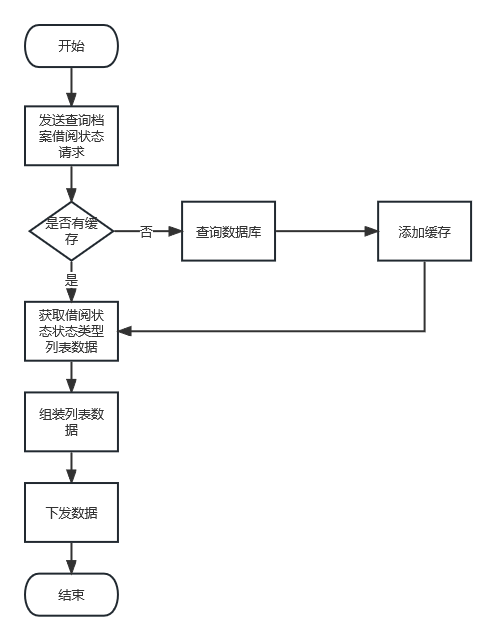 开始
发送查询档
案借阅状态
请求
是否有缓
存
否
查询数据库
添加缓存
是
获取借阅状
态状态类型
列表数据
组装列表数
据
下发数据
结束